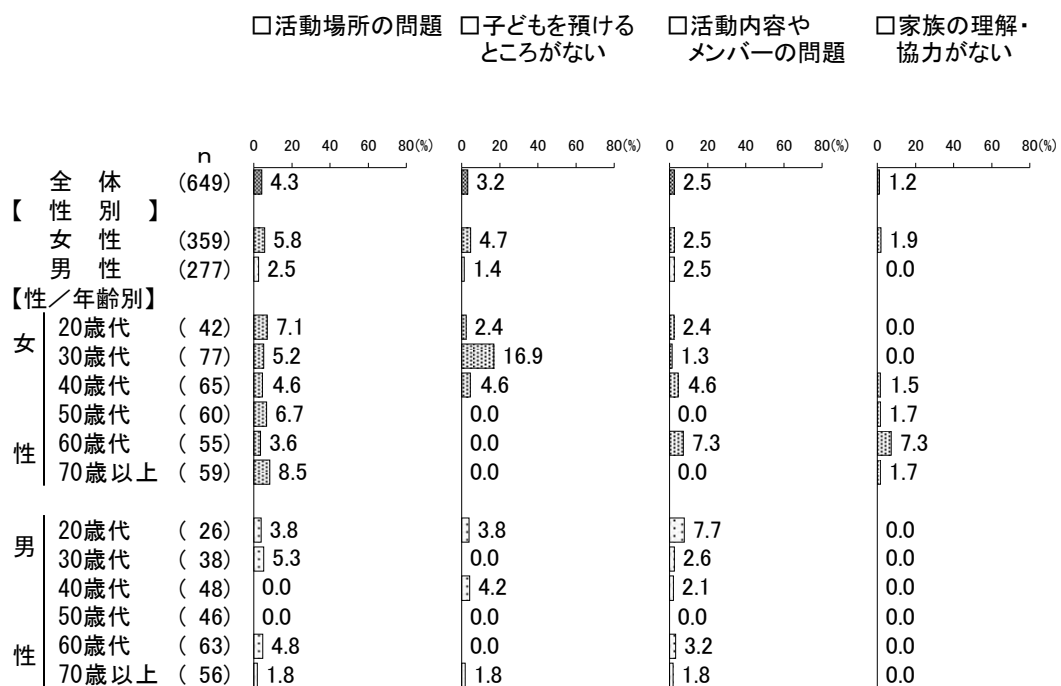 □活動場所の問題 □子どもを預ける □活動内容や □家族の理解・
ところがない メンバーの問題 協力がない
n 0 20 40 60 80(%) 0 20 40 60 80(%) 0 20 40 60 80(%) 0 20 40 60 80(%)
全 体 (649) 4.3 3.2 2.5 1.2
【 性 別 】
女 性 (359) 5.8 4.7 2.5 1.9
男 性 (277) 2.5 1.4 2.5 0.0
【性/年齢別】
女性
20歳代 ( 42) 7.1 2.4 2.4 0.0
30歳代 ( 77) 5.2 16.9 1.3 0.0
40歳代 ( 65) 4.6 4.6 4.6 1.5
50歳代 ( 60) 6.7 0.0 0.0 1.7
60歳代 ( 55) 3.6 0.0 7.3 7.3
70歳以上 ( 59) 8.5 0.0 0.0 1.7
男性
20歳代 ( 26) 3.8 3.8 7.7 0.0
30歳代 ( 38) 5.3 0.0 2.6 0.0
40歳代 ( 48) 0.0 4.2 2.1 0.0
50歳代 ( 46) 0.0 0.0 0.0 0.0
60歳代 ( 63) 4.8 0.0 3.2 0.0
70歳以上 ( 56) 1.8 1.8 1.8 0.0